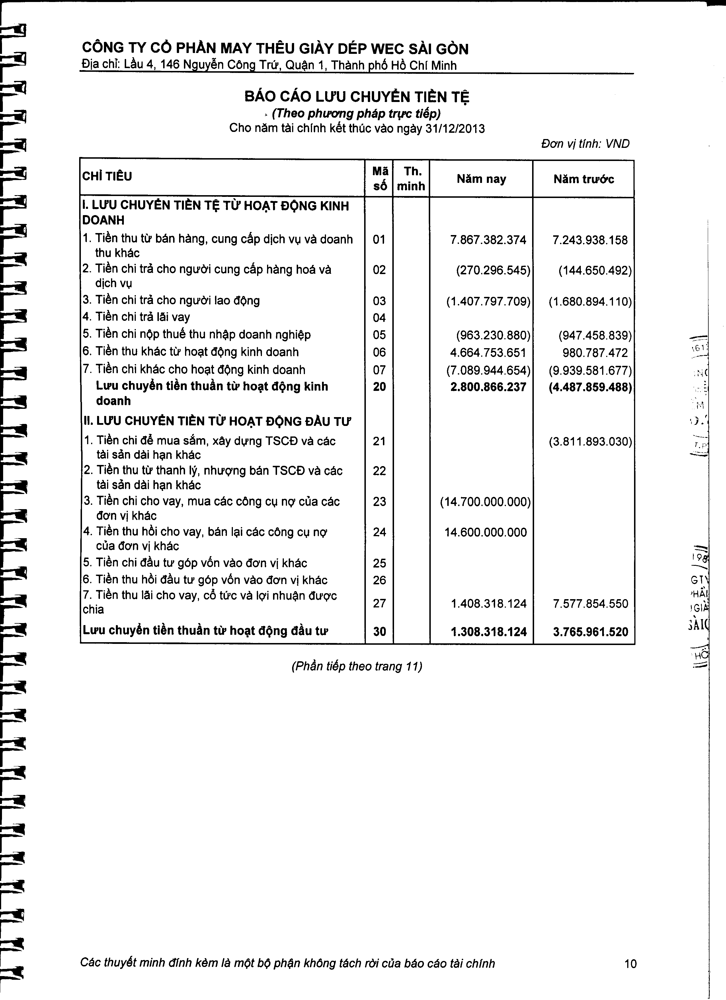 CÔNG TY CỔ PHẦN MAY THÊU GIÀY DÉP WEC SÀI GÒN
Địa chỉ: Lầu 4, 146 Nguyễn Công Trứ, Quận 1, Thành phố Hồ Chí Minh
BÁO CÁO LƯU CHUYỂN TIỀN TỆ
(Theo phương pháp trực tiếp)
Cho năm tài chính kết thúc vào ngày 31/12/2013
Đơn vị tính: VND
CHỈ TIÊU Mã số Th. minh Năm nay Năm trước
I. LƯU CHUYỂN TIỀN TỆ TỪ HOẠT ĐỘNG KINH
DOANH
1. Tiền thu từ bán hàng, cung cấp dịch vụ và doanh 01 7.867.382.374 7.243.938.158
thu khác
2. Tiền chi trả cho người cung cấp hàng hoá và 02 (270.296.545) (144.650.492)
dịch vụ
3. Tiền chi trả cho người lao động 03 (1.407.797.709) (1.680.894.110)
4. Tiền chi trả lãi vay 04
5. Tiền chi nộp thuế thu nhập doanh nghiệp 05 (963.230.880) (947.458.839)
6. Tiền thu khác từ hoạt động kinh doanh 06 4.664.753.651 980.787.472
7. Tiền chi khác cho hoạt động kinh doanh 07 (7.089.944.654) (9.939.581.677)
Lưu chuyển tiền thuần từ hoạt động kinh 20 2.800.866.237 (4.487.859.488)
doanh
II. LƯU CHUYỂN TIỀN TỪ HOẠT ĐỘNG ĐẦU TƯ
1. Tiền chi để mua sắm, xây dựng TSCĐ và các 21 (3.811.893.030)
tài sản dài hạn khác
2. Tiền thu từ thanh lý, nhượng bán TSCĐ và các 22
tài sản dài hạn khác
3. Tiền chi cho vay, mua các công cụ nợ của các 23 (14.700.000.000)
đơn vị khác
4. Tiền thu hồi cho vay, bán lại các công cụ nợ 24 14.600.000.000
của đơn vị khác
5. Tiền chi đầu tư góp vốn vào đơn vị khác 25
6. Tiền thu hồi đầu tư góp vốn vào đơn vị khác 26
7. Tiền thu lãi cho vay, cổ tức và lợi nhuận được 27 1.408.318.124 7.577.854.550
chia
Lưu chuyển tiền thuần từ hoạt động đầu tư 30 1.308.318.124 3.765.961.520
(Phần tiếp theo trang 11)
Các thuyết minh đính kèm là một bộ phận không tách rời của báo cáo tài chính 10